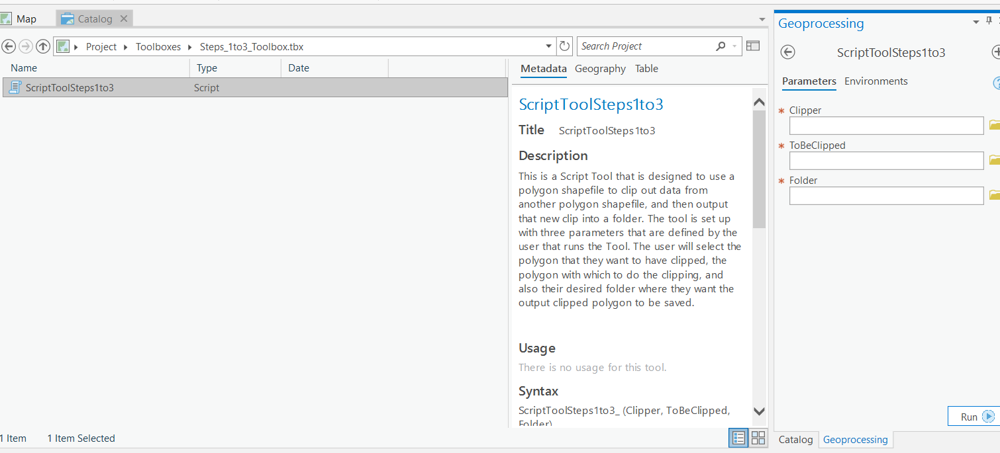 Map
Catalog
Project Toolboxes Steps_1to3_Toolbox.tbx
Search Project
Name Type Date
ScriptToolSteps1to3 Script
1 Item 1 Item Selected
Metadata Geography Table
ScriptToolSteps1to3
Title ScriptToolSteps1to3
Description
This is a Script Tool that is designed to use a
polygon shapefile to clip out data from
another polygon shapefile, and then output
that new clip into a folder. The tool is set up
with three parameters that are defined by the
user that runs the Tool. The user will select the
polygon that they want to have clipped, the
polygon with which to do the clipping, and
also their desired folder where they want the
output clipped polygon to be saved.
Usage
There is no usage for this tool.
Syntax
ScriptToolSteps1to3_ (Clipper, ToBeClipped,
Folder)
Geoprocessing
ScriptToolSteps1to3
Parameters Environments
* Clipper
* ToBeClipped
* Folder
Run
Catalog Geoprocessing